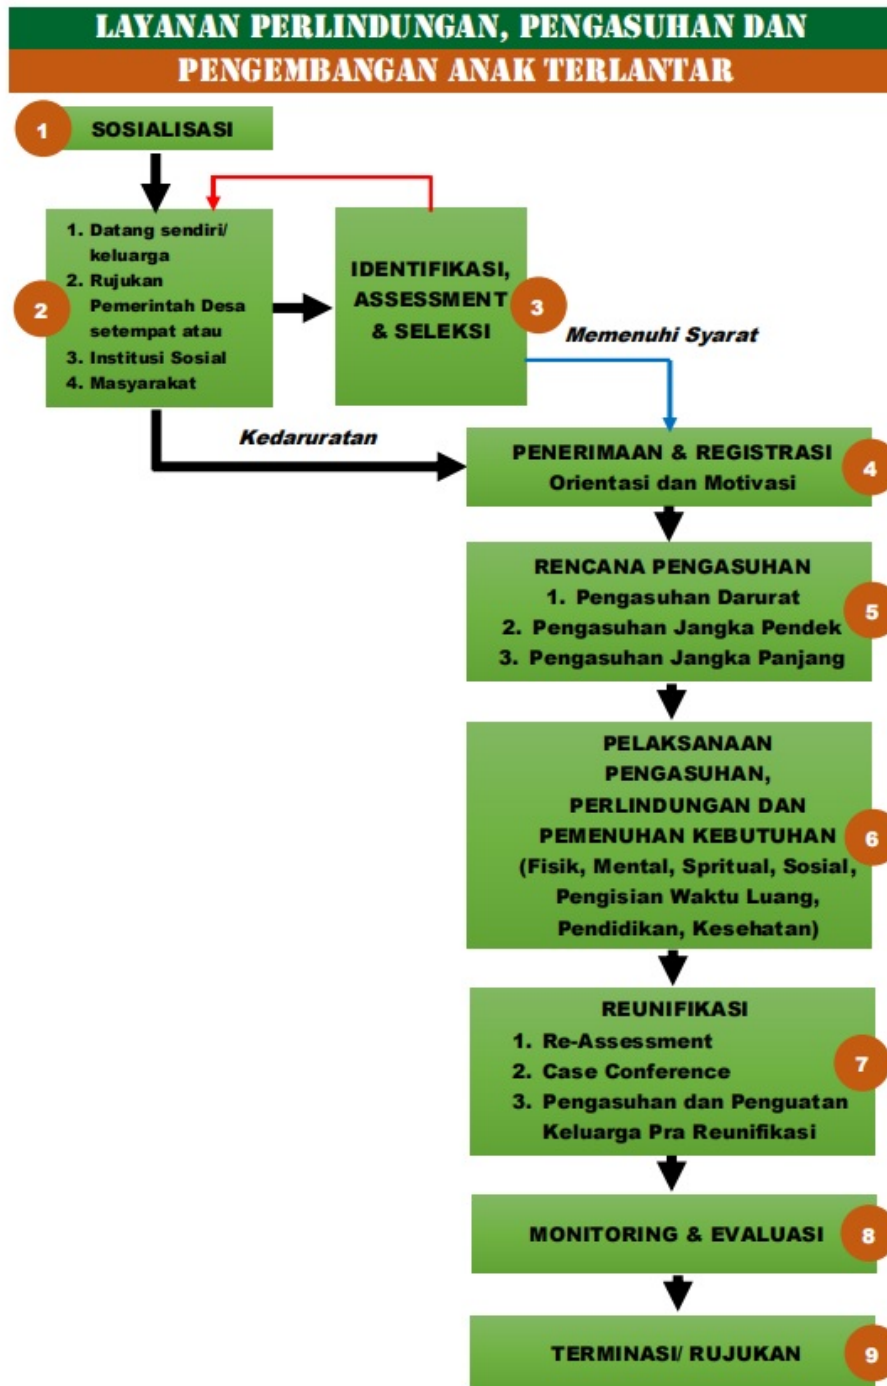 LAYANAN PERLINDUNGAN, PENGASUHAN DAN
PENGEMBANGAN ANAK TERLANTAR
1
SOSIALISASI
2
1. Datang sendiri/
keluarga
2. Rujukan
Pemerintah Desa
setempat atau
3. Institusi Sosial
4. Masyarakat
IDENTIFIKASI,
ASSESSMENT
& SELEKSI
3
Memenuhi Syarat
Kedaruratan
PENERIMAAN & REGISTRASI
Orientasi dan Motivasi
4
RENCANA PENGASUHAN
1. Pengasuhan Darurat
2. Pengasuhan Jangka Pendek
3. Pengasuhan Jangka Panjang
5
PELAKSANAAN
PENGASUHAN,
PERLINDUNGAN DAN
PEMENUHAN KEBUTUHAN
(Fisik, Mental, Spritual, Sosial,
Pengisian Waktu Luang,
Pendidikan, Kesehatan)
6
REUNIFIKASI
1. Re-Assessment
2. Case Conference
3. Pengasuhan dan Penguatan
Keluarga Pra Reunifikasi
7
MONITORING & EVALUASI
8
TERMINASI/ RUJUKAN
9